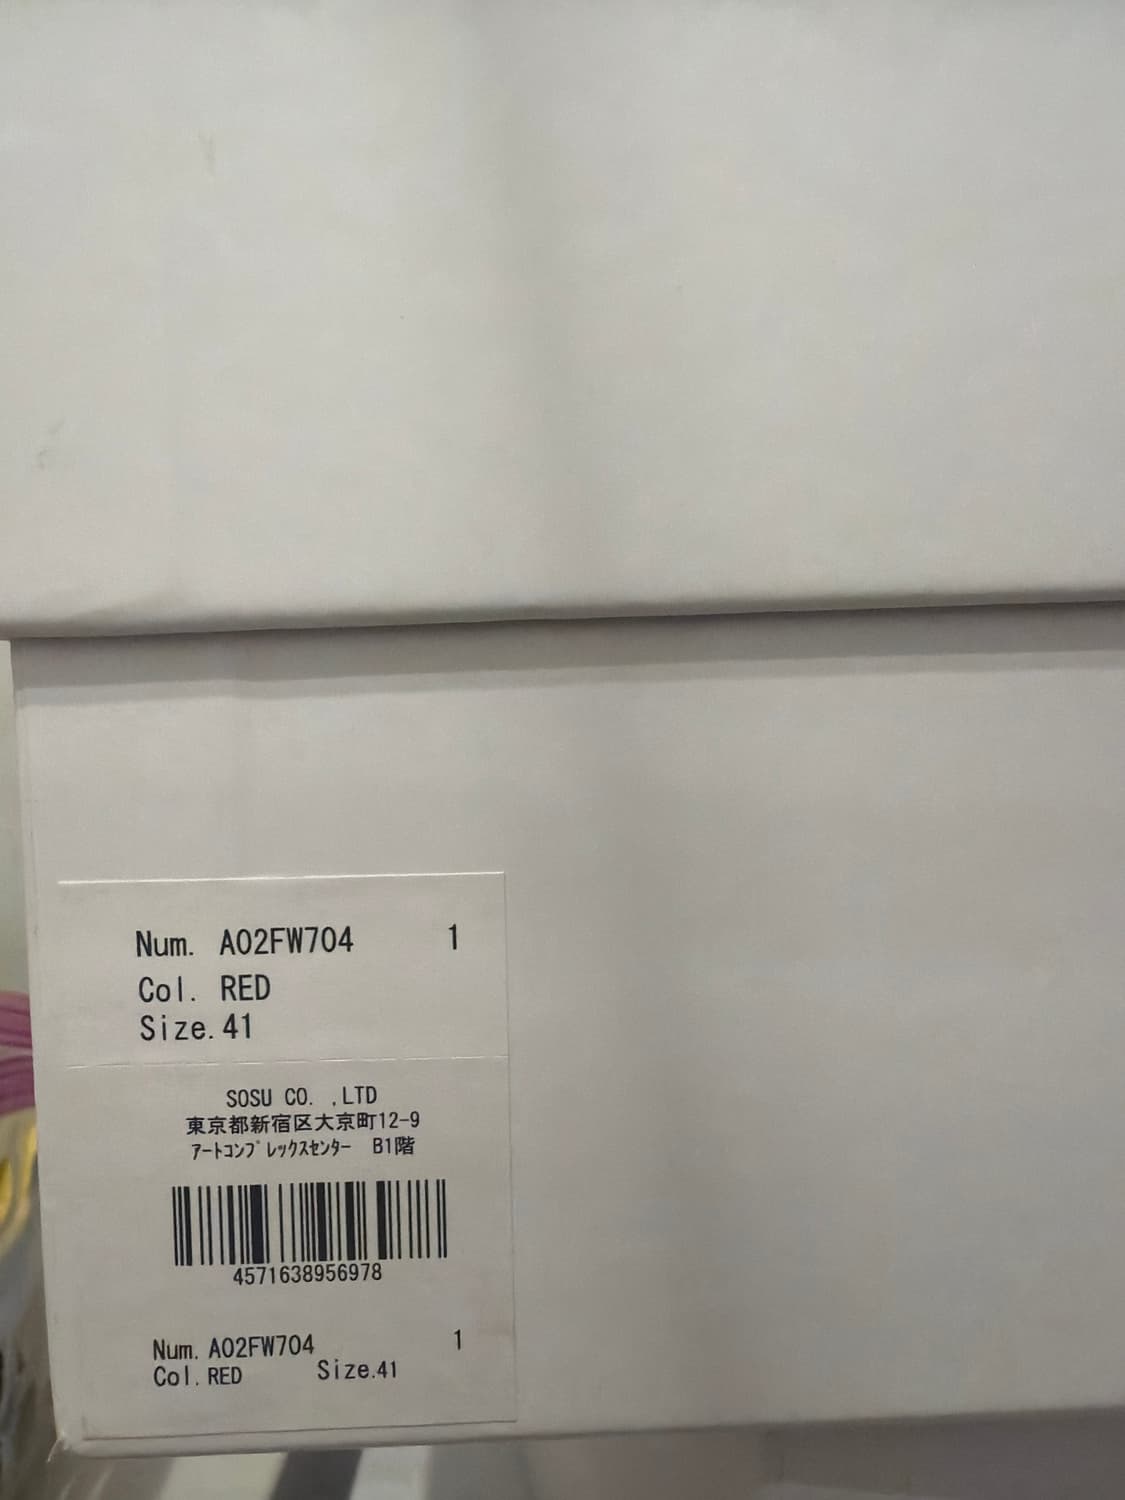 Num. A02FW704 1
Col. RED
Size.41
SOSU CO. ,LTD
東京都新宿区大京町12-9
ｱｰﾄｺﾝﾌﾟﾚｯｸｽｾﾝﾀｰ B1階
4571638956978
Num. A02FW704 1
Col. RED Size.41